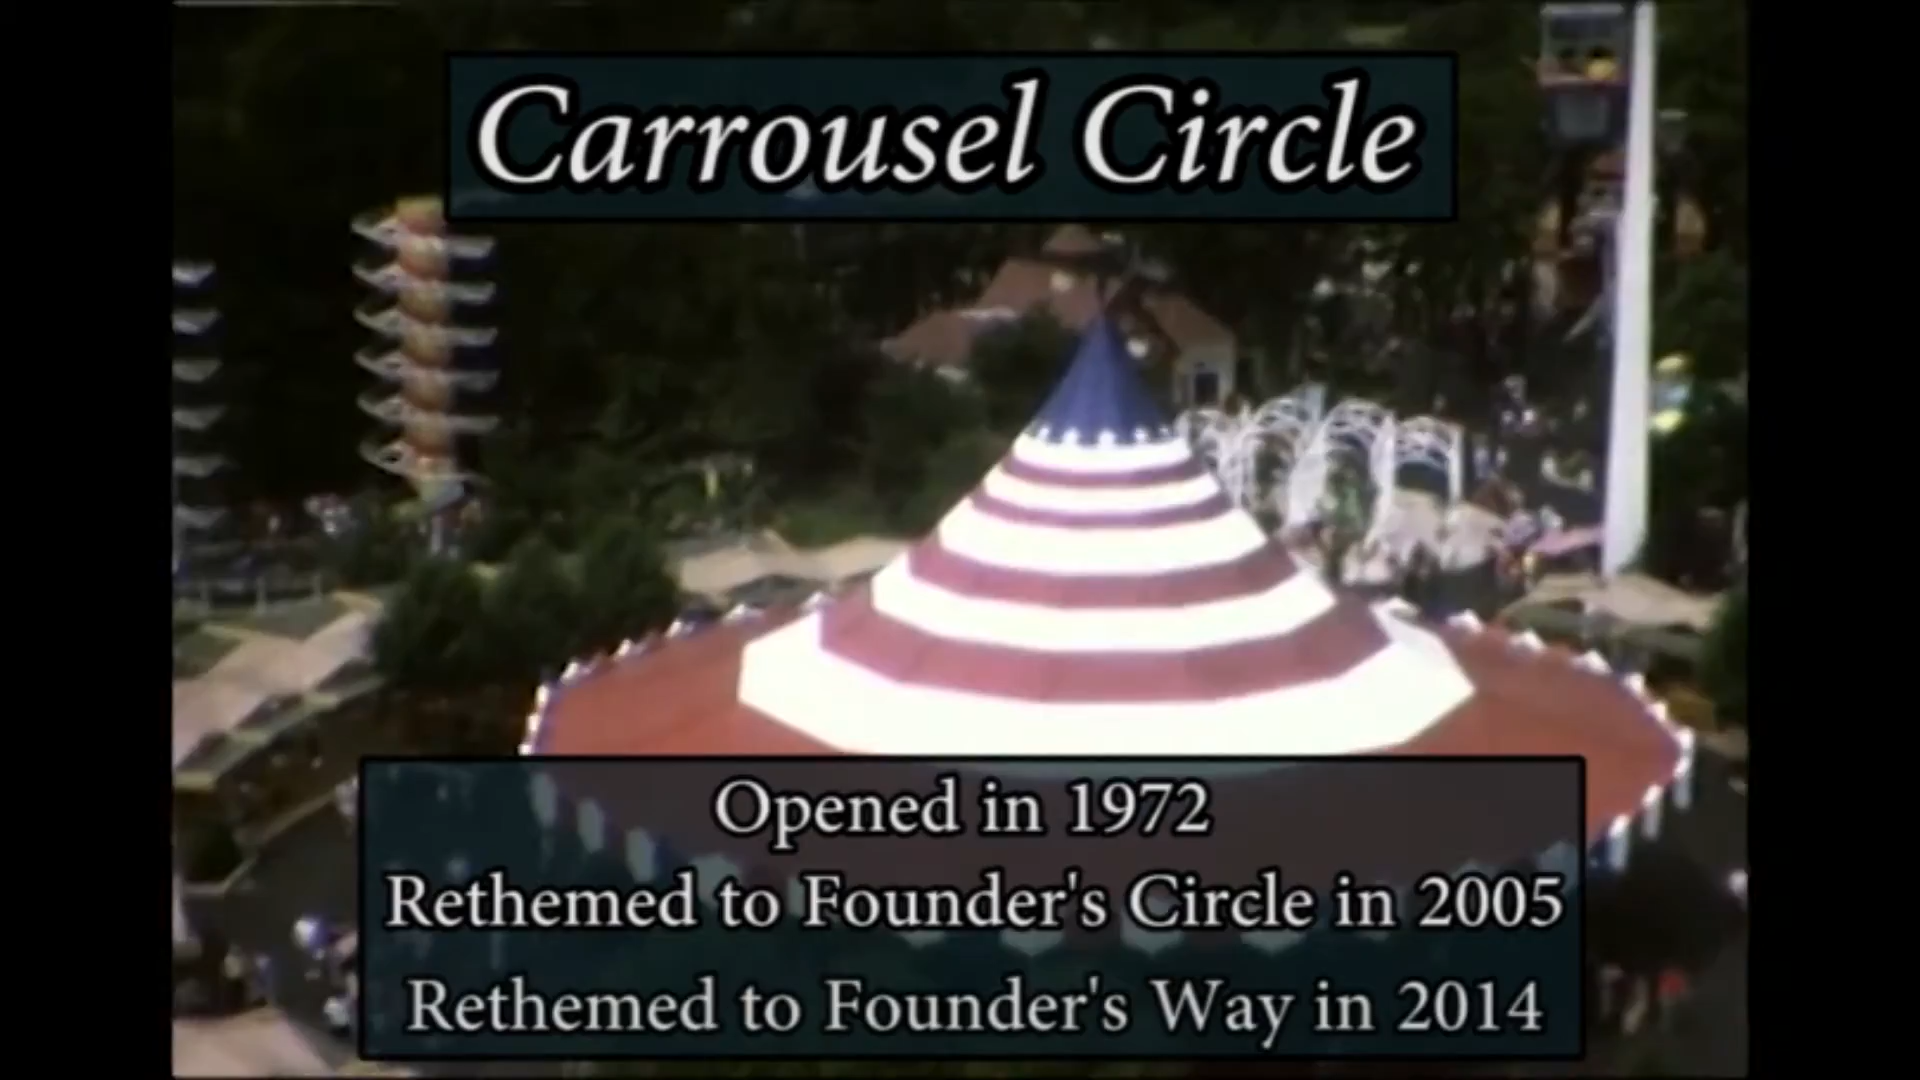 Carrousel Circle
Opened in 1972
Rethemed to Founder's Circle in 2005
Rethemed to Founder's Way in 2014